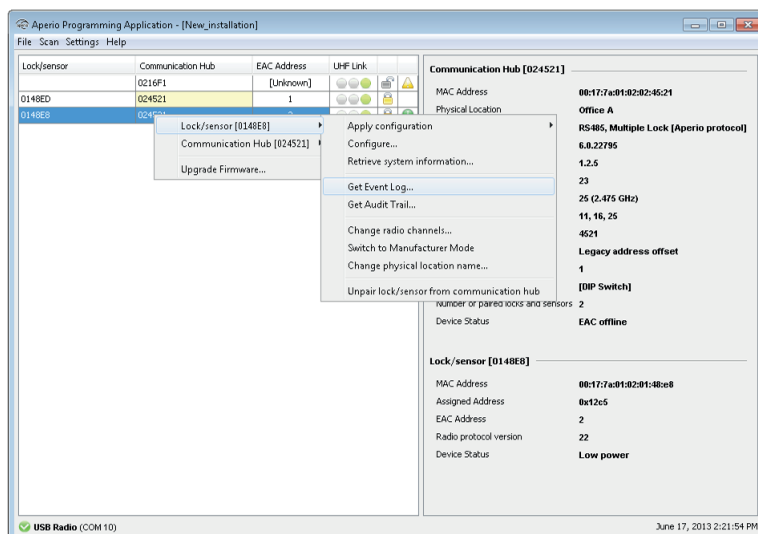 Aperio Programming Application - [New_installation]
File Scan Settings Help
Lock/sensor Communication Hub EAC Address UHF Link
0216F1 [Unknown]
0148ED 024521 1
0148E8
Lock/sensor [0148E8]
Communication Hub [024521]
Upgrade Firmware...
Apply configuration
Configure...
Retrieve system information...
Get Event Log...
Get Audit Trail...
Change radio channels...
Switch to Manufacturer Mode
Change physical location name...
Unpair lock/sensor from communication hub
Communication Hub [024521]
MAC Address 00:17:7a:01:02:02:45:21
Physical Location Office A
RS485, Multiple Lock [Aperio protocol]
6.0.22795
1.2.5
23
25 (2.475 GHz)
11, 16, 25
4521
Legacy address offset
1
[DIP Switch]
Number of paired locks and sensors 2
Device Status EAC offline
Lock/sensor [0148E8]
MAC Address 00:17:7a:01:02:01:48:e8
Assigned Address 0x12c5
EAC Address 2
Radio protocol version 22
Device Status Low power
USB Radio (COM 10) June 17, 2013 2:21:54 PM